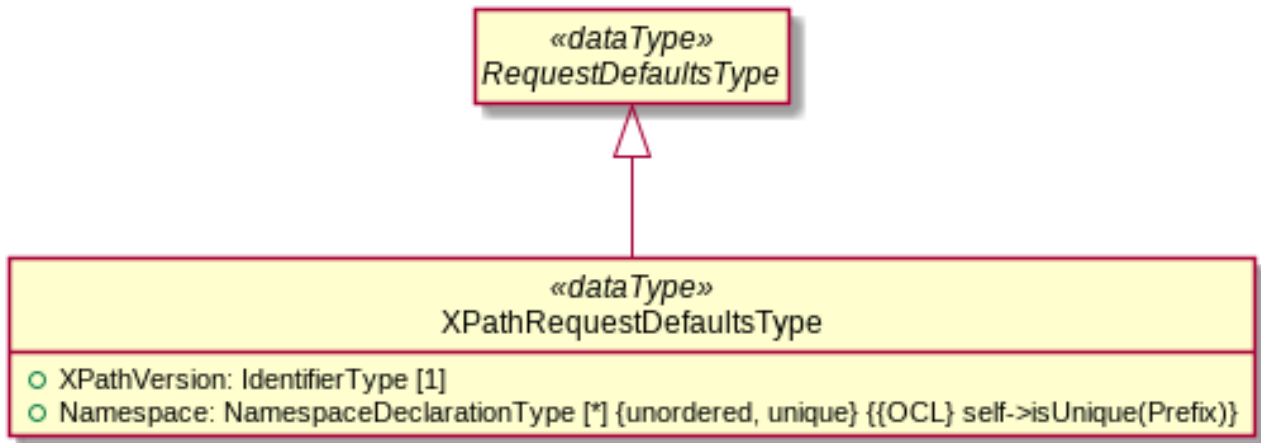 «dataType»
RequestDefaultsType
«dataType»
XPathRequestDefaultsType
XPathVersion: IdentifierType [1]
Namespace: NamespaceDeclarationType [*] {unordered, unique} {{OCL} self->isUnique(Prefix)}